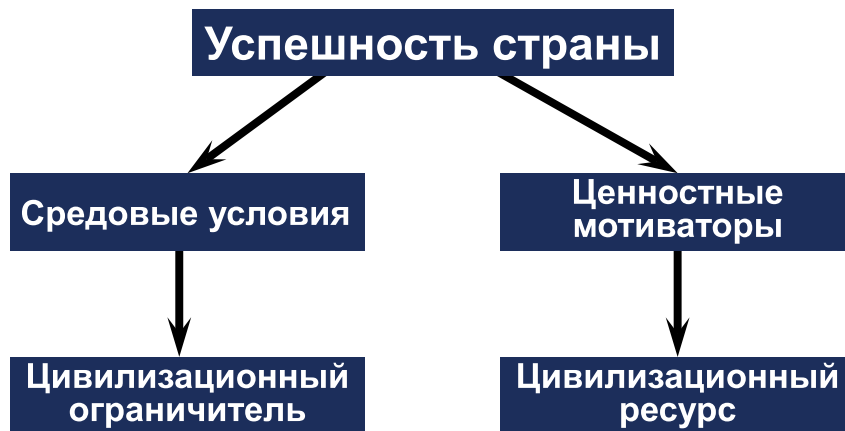 Успешность страны
Средовые условия
Ценностные
мотиваторы
Цивилизационный
ограничитель
Цивилизационный
ресурс